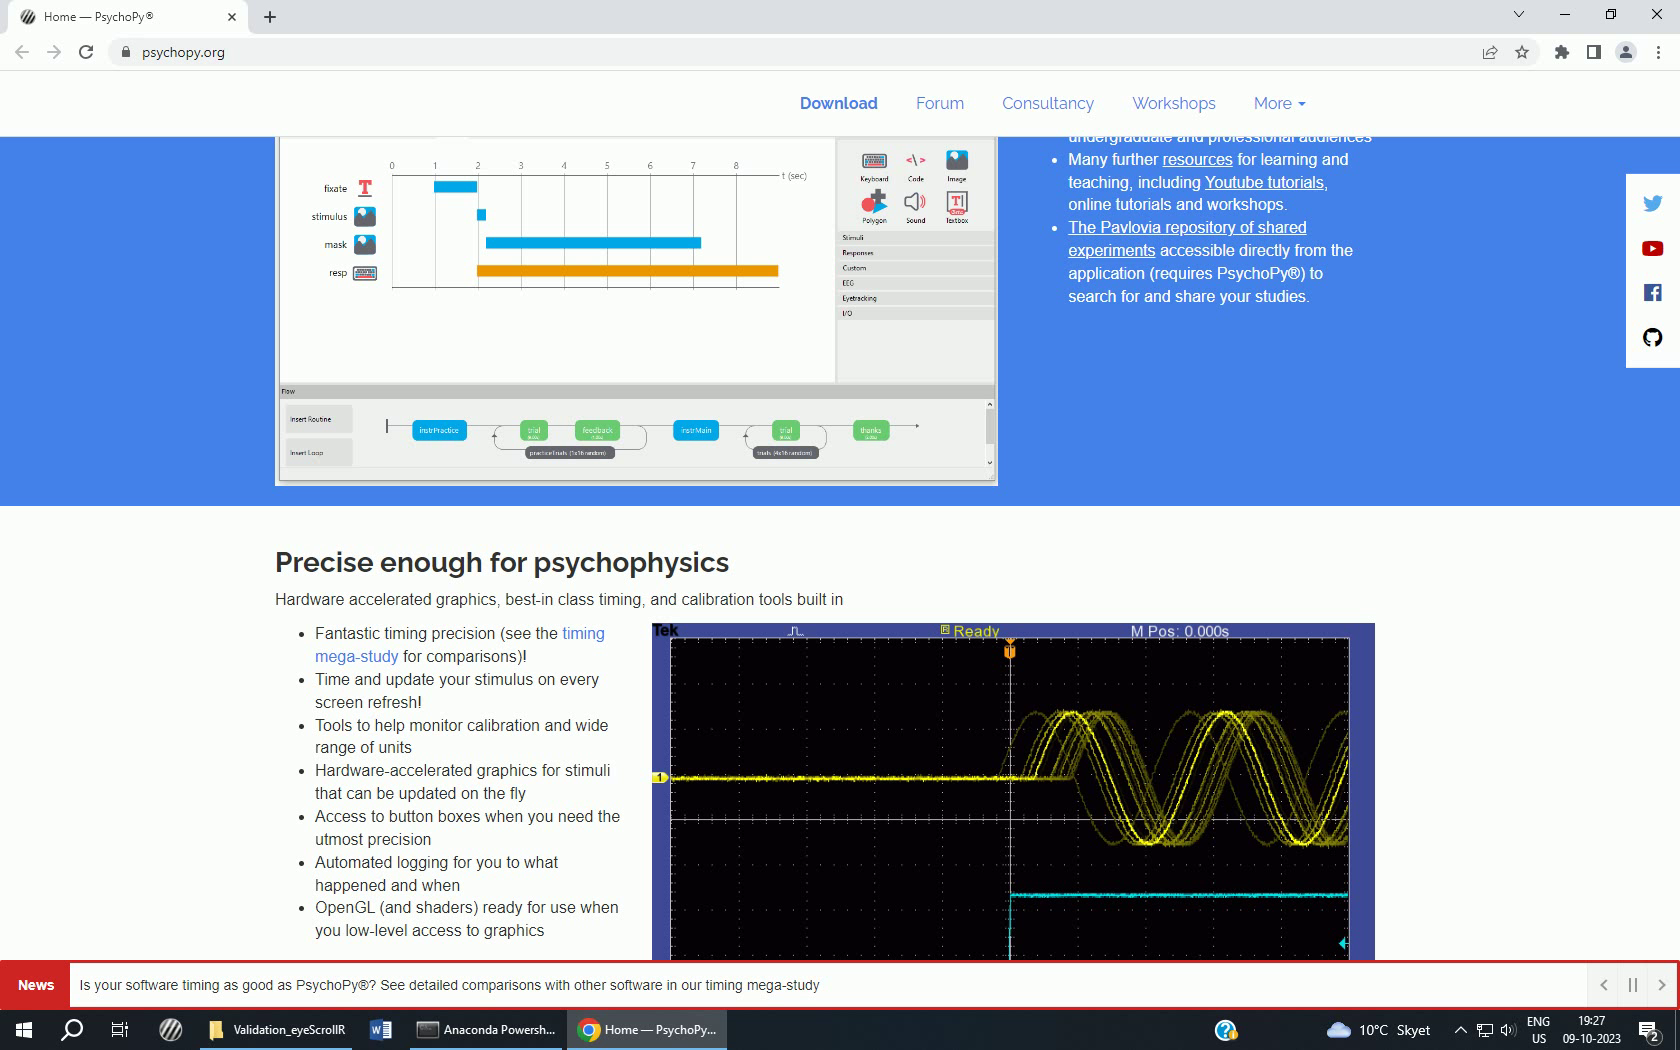 Home — PsychoPy®
psychopy.org
Download Forum Consultancy Workshops More
undergraduate and professional audiences
Many further resources for learning and
teaching, including Youtube tutorials,
online tutorials and workshops.
The Pavlovia repository of shared
experiments accessible directly from the
application (requires PsychoPy®) to
search for and share your studies.
0 1 2 3 4 5 6 7 8
t (sec)
fixate
stimulus
mask
resp
Keyboard Code Image
Polygon Sound Textbox
Stimuli
Responses
Custom
EEG
Eyetracking
I/O
Flow
Insert Routine
Insert Loop
instrPractice trial feedback instrMain trial thanks
practiceTrials (1x16 random) trials (4x16 random)
Precise enough for psychophysics
Hardware accelerated graphics, best-in class timing, and calibration tools built in
Fantastic timing precision (see the timing
mega-study for comparisons)!
Time and update your stimulus on every
screen refresh!
Tools to help monitor calibration and wide
range of units
Hardware-accelerated graphics for stimuli
that can be updated on the fly
Access to button boxes when you need the
utmost precision
Automated logging for you to what
happened and when
OpenGL (and shaders) ready for use when
you low-level access to graphics
Tek Ready M Pos: 0.000s
1
News Is your software timing as good as PsychoPy®? See detailed comparisons with other software in our timing mega-study
Validation_eyeScrollR Anaconda Powersh... Home — PsychoPy... 10°C Skyet ENG 19:27
US 09-10-2023 2